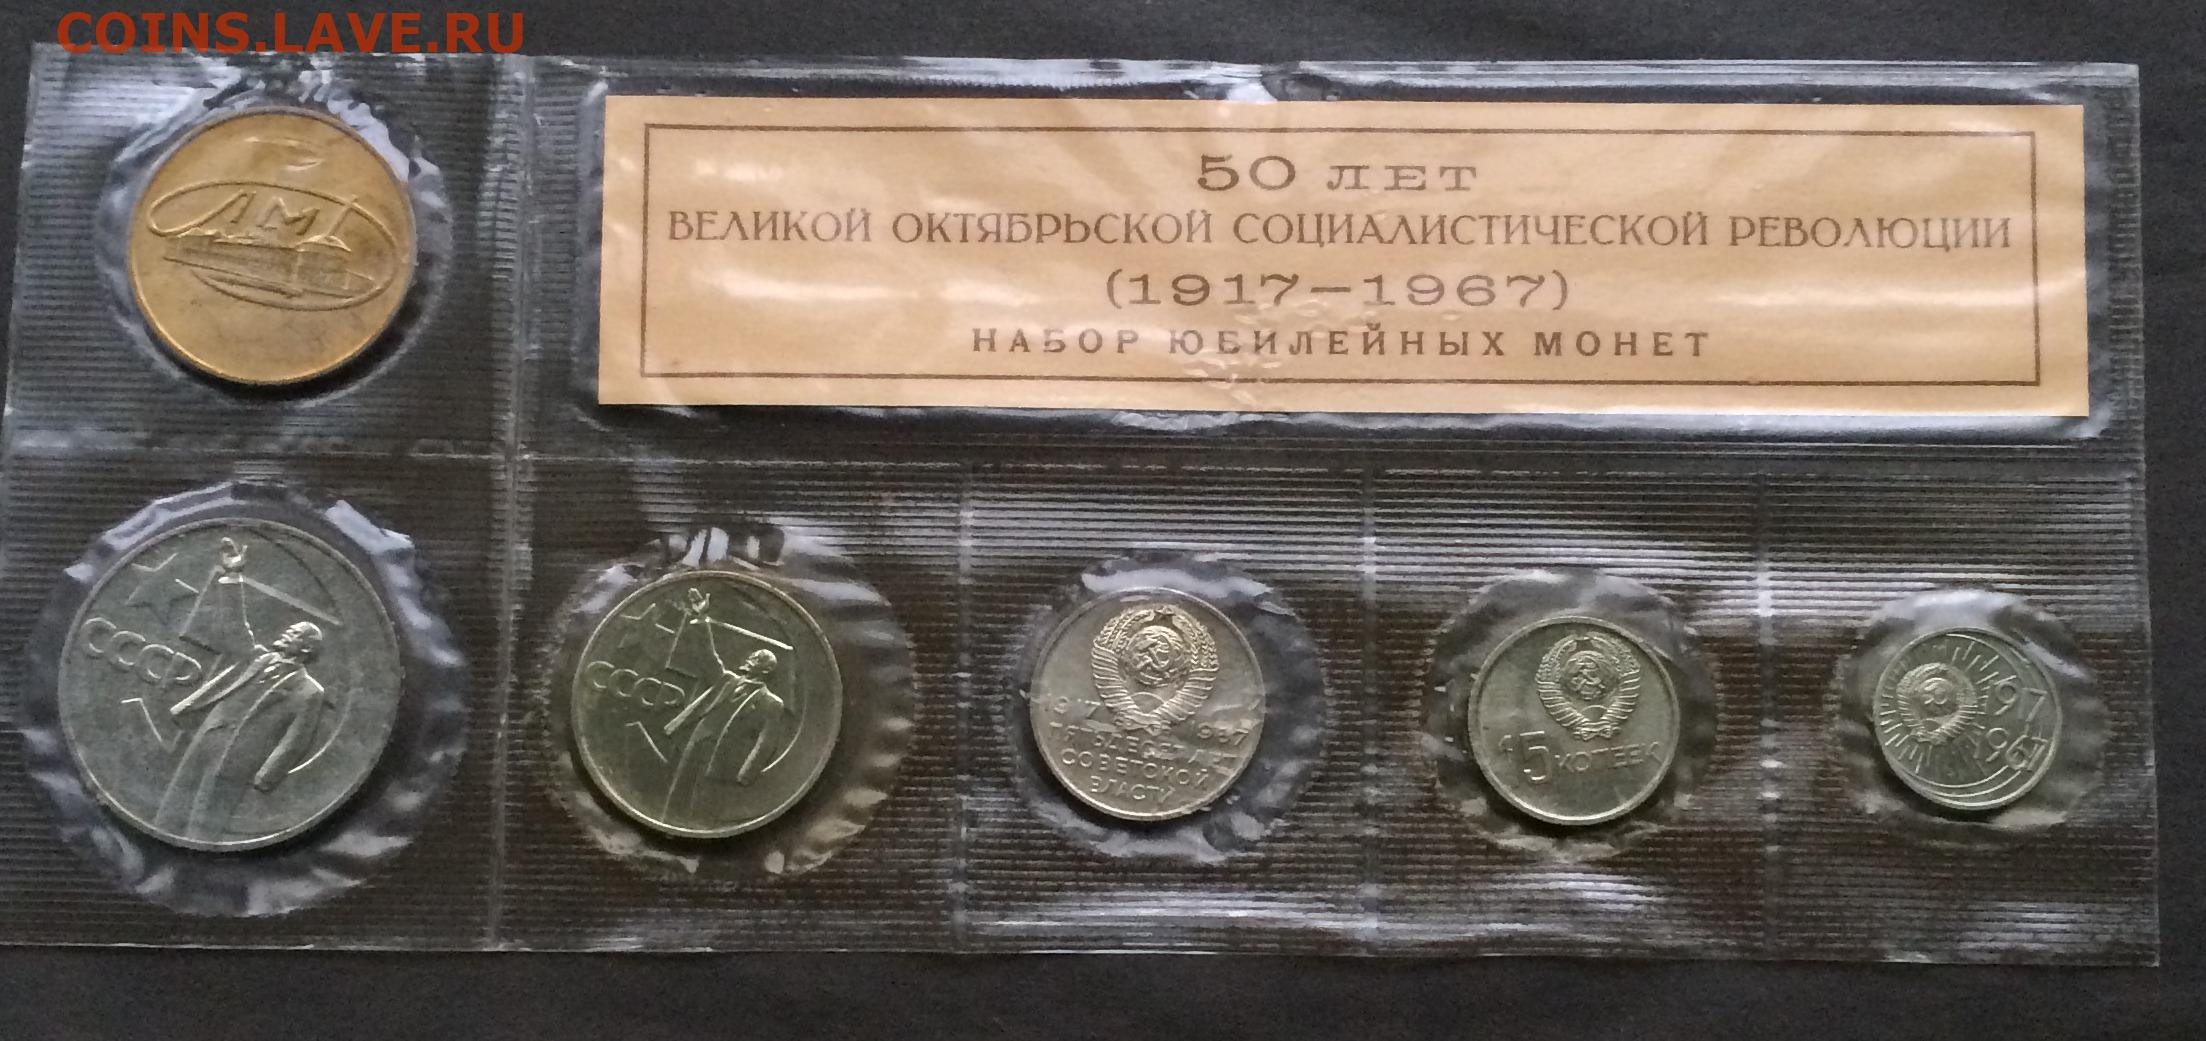 COINS.LAVE.RU
ЛМД
50 ЛЕТ
ВЕЛИКОЙ ОКТЯБРЬСКОЙ СОЦИАЛИСТИЧЕСКОЙ РЕВОЛЮЦИИ
(1917–1967)
НАБОР ЮБИЛЕЙНЫХ МОНЕТ
СССР
СССР
1917 1967
ПЯТЬДЕСЯТ ЛЕТ
СОВЕТСКОЙ
ВЛАСТИ
15 КОПЕЕК
1917
1967